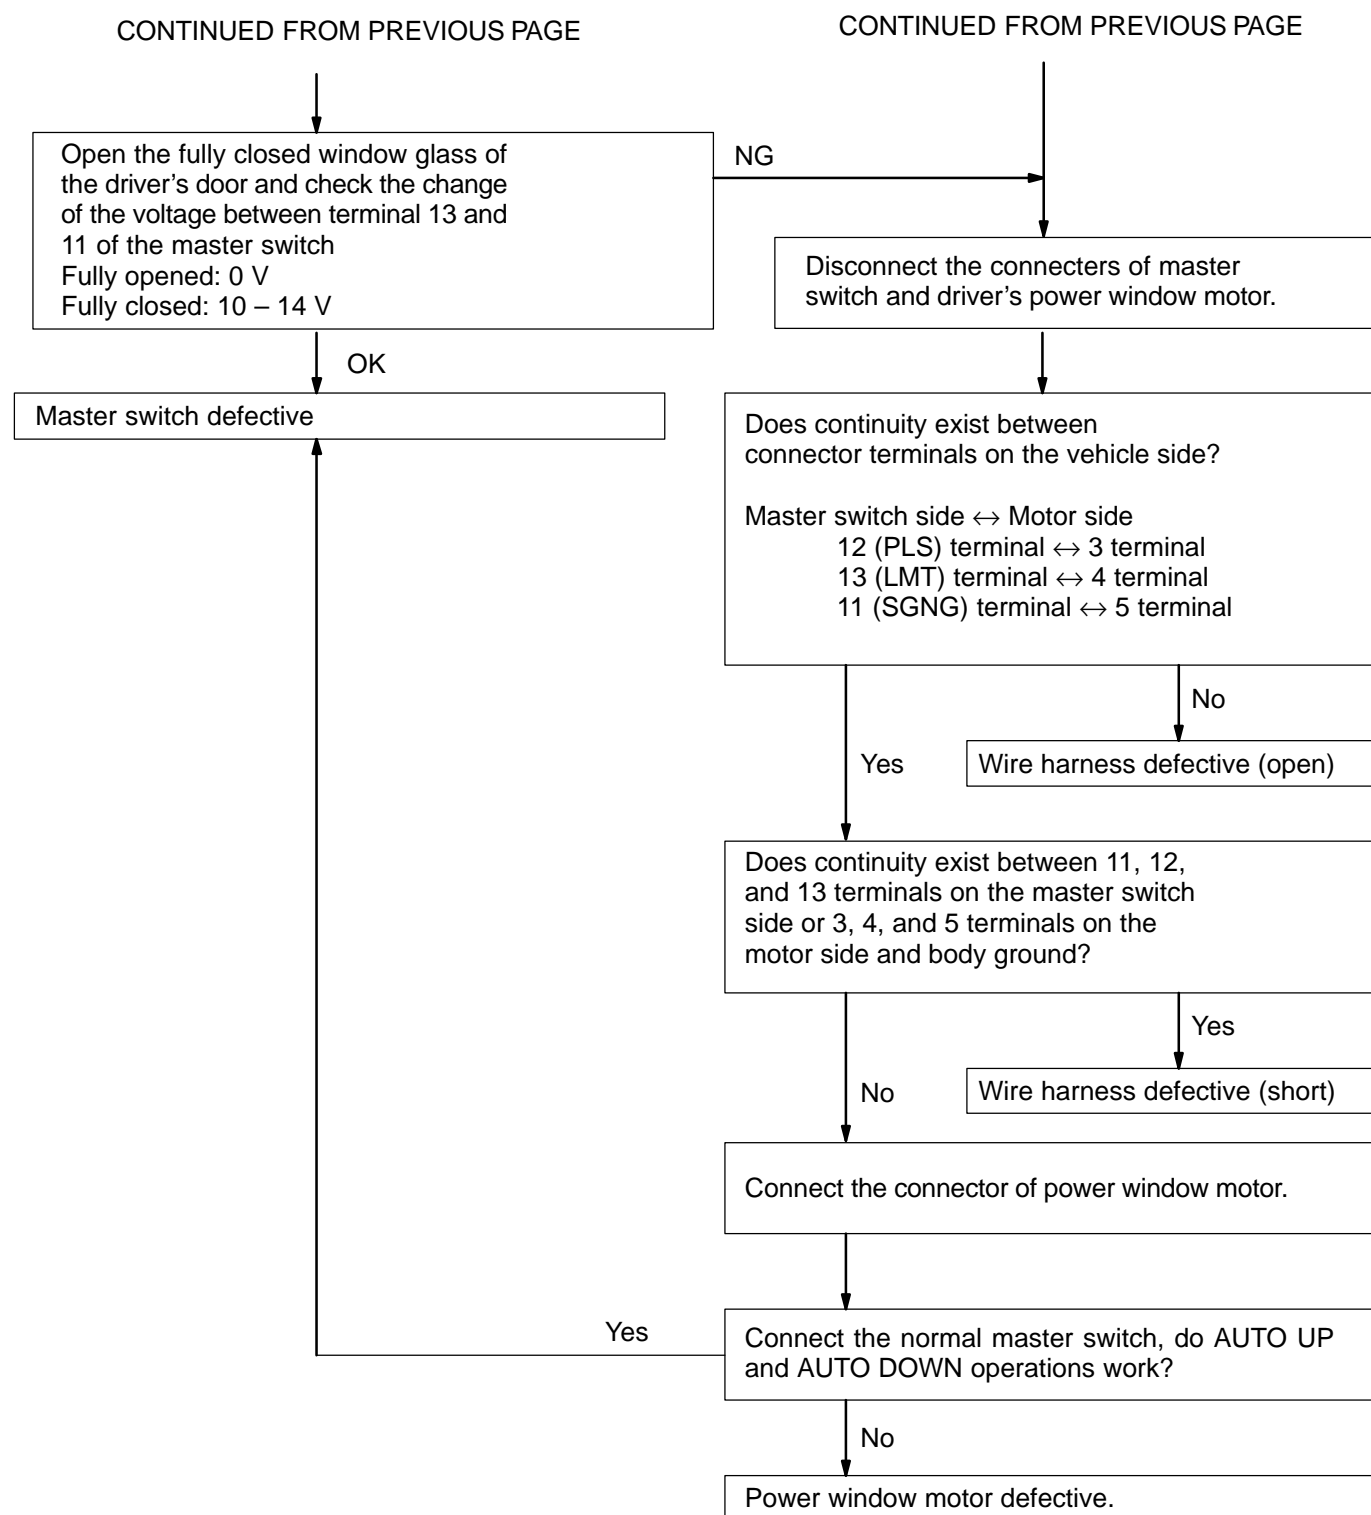 CONTINUED FROM PREVIOUS PAGE
CONTINUED FROM PREVIOUS PAGE
Open the fully closed window glass of
the driver's door and check the change
of the voltage between terminal 13 and
11 of the master switch
Fully opened: 0 V
Fully closed: 10 – 14 V
NG
Disconnect the connecters of master
switch and driver's power window motor.
OK
Master switch defective
Does continuity exist between
connector terminals on the vehicle side?
Master switch side ↔ Motor side
12 (PLS) terminal ↔ 3 terminal
13 (LMT) terminal ↔ 4 terminal
11 (SGNG) terminal ↔ 5 terminal
No
Yes
Wire harness defective (open)
Does continuity exist between 11, 12,
and 13 terminals on the master switch
side or 3, 4, and 5 terminals on the
motor side and body ground?
Yes
No
Wire harness defective (short)
Connect the connector of power window motor.
Yes
Connect the normal master switch, do AUTO UP
and AUTO DOWN operations work?
No
Power window motor defective.